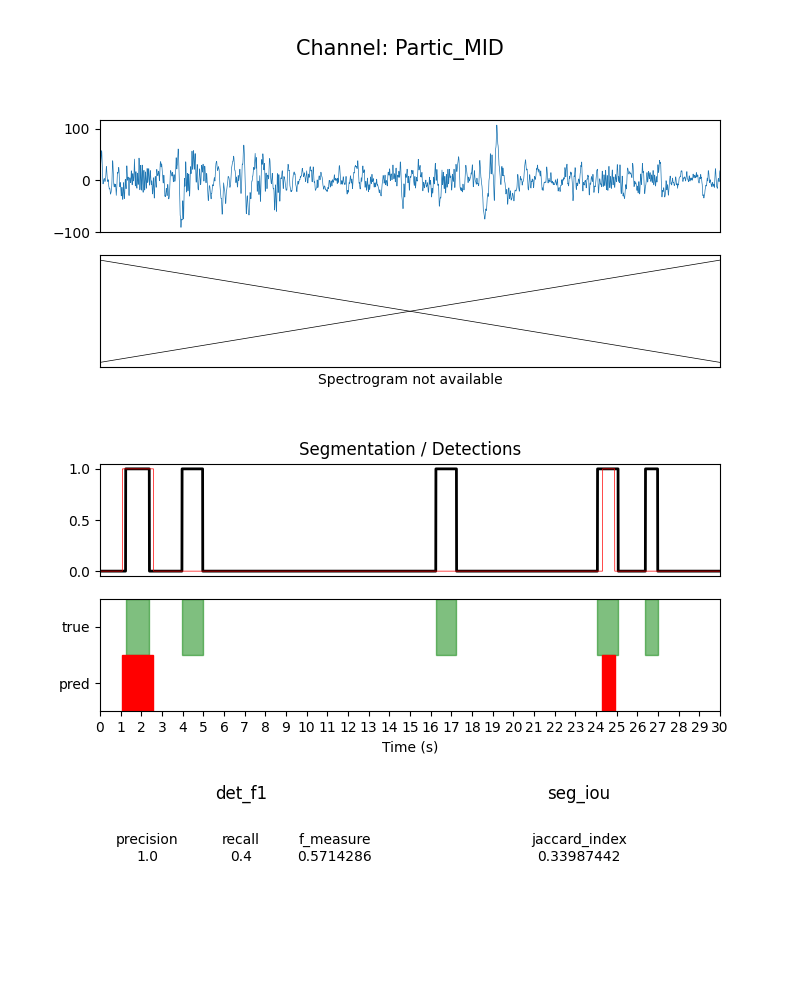 Channel: Partic_MID
100
0
−100
Spectrogram not available
Segmentation / Detections
1.0
0.5
0.0
true
pred
0 1 2 3 4 5 6 7 8 9 10 11 12 13 14 15 16 17 18 19 20 21 22 23 24 25 26 27 28 29 30
Time (s)
det_f1 seg_iou
precision recall f_measure jaccard_index
1.0 0.4 0.5714286 0.33987442